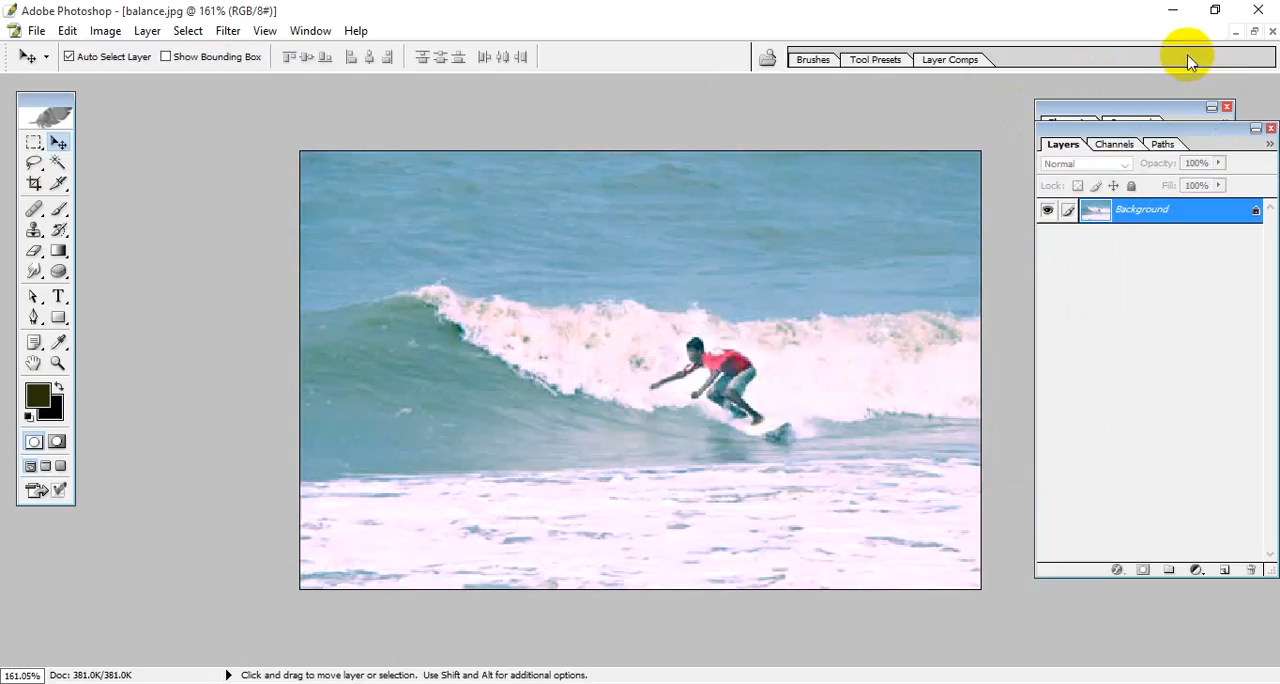 Adobe Photoshop - [balance.jpg @ 161% (RGB/8#)]
File Edit Image Layer Select Filter View Window Help
Auto Select Layer Show Bounding Box
Brushes Tool Presets Layer Comps
Layers Channels Paths
Normal Opacity: 100%
Lock: Fill: 100%
Background
T
161.05% Doc: 381.0K/381.0K Click and drag to move layer or selection. Use Shift and Alt for additional options.